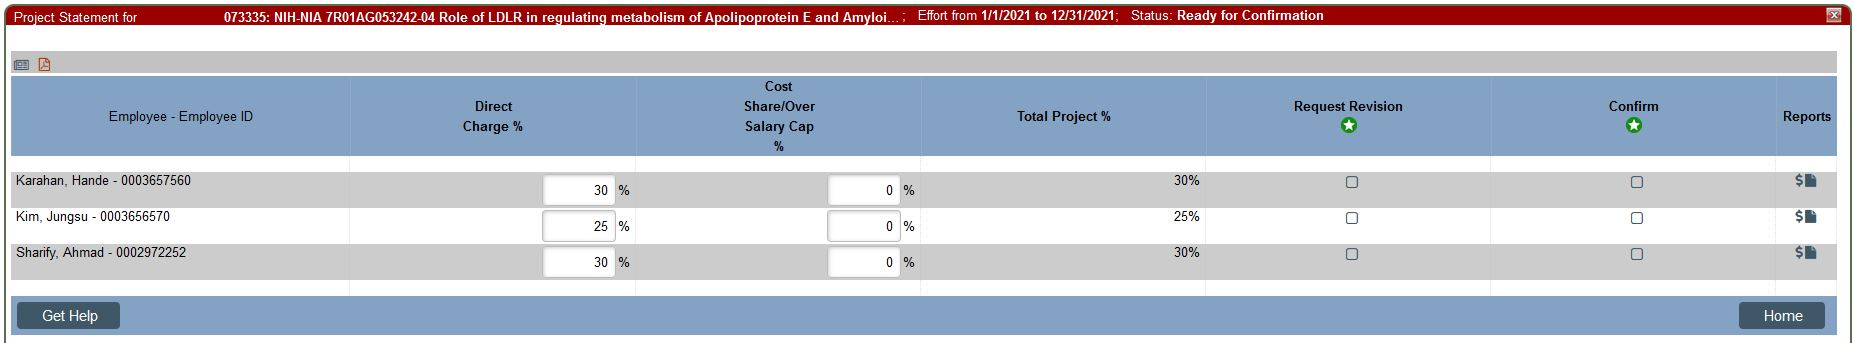 Project Statement for 073335: NIH-NIA 7R01AG053242-04 Role of LDLR in regulating metabolism of Apolipoprotein E and Amyloi... ; Effort from 1/1/2021 to 12/31/2021; Status: Ready for Confirmation
Employee - Employee ID
Direct
Charge %
Cost
Share/Over
Salary Cap
%
Total Project %
Request Revision
Confirm
Reports
Karahan, Hande - 0003657560 30 % 0 % 30% $
Kim, Jungsu - 0003656570 25 % 0 % 25% $
Sharify, Ahmad - 0002972252 30 % 0 % 30% $
Get Help Home